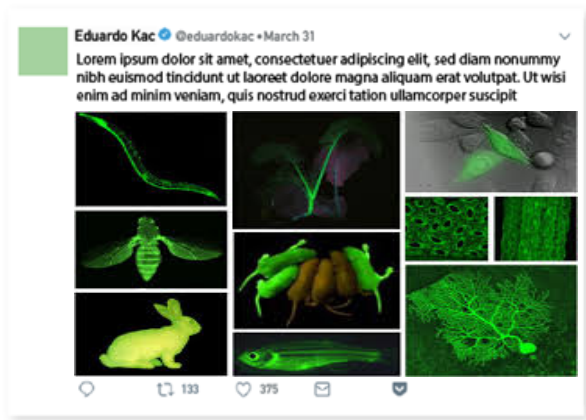 Eduardo Kac @eduardokac • March 31
Lorem ipsum dolor sit amet, consectetuer adipiscing elit, sed diam nonummy
nibh euismod tincidunt ut laoreet dolore magna aliquam erat volutpat. Ut wisi
enim ad minim veniam, quis nostrud exerci tation ullamcorper suscipit
133 375